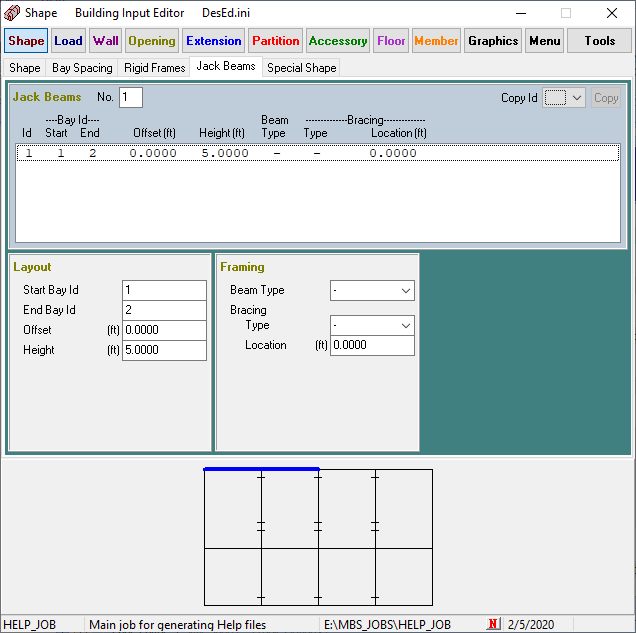 Shape Building Input Editor DesEd.ini
Shape Load Wall Opening Extension Partition Accessory Floor Member Graphics Menu Tools
Shape Bay Spacing Rigid Frames Jack Beams Special Shape
Jack Beams No. 1 Copy Id Copy
----Bay Id---- Beam --------------Bracing--------------
Id Start End Offset (ft) Height (ft) Type Type Location (ft)
1 1 2 0.0000 5.0000 - - 0.0000
Layout
Start Bay Id 1
End Bay Id 2
Offset (ft) 0.0000
Height (ft) 5.0000
Framing
Beam Type -
Bracing
Type -
Location (ft) 0.0000
HELP_JOB Main job for generating Help files E:\MBS_JOBS\HELP_JOB N 2/5/2020